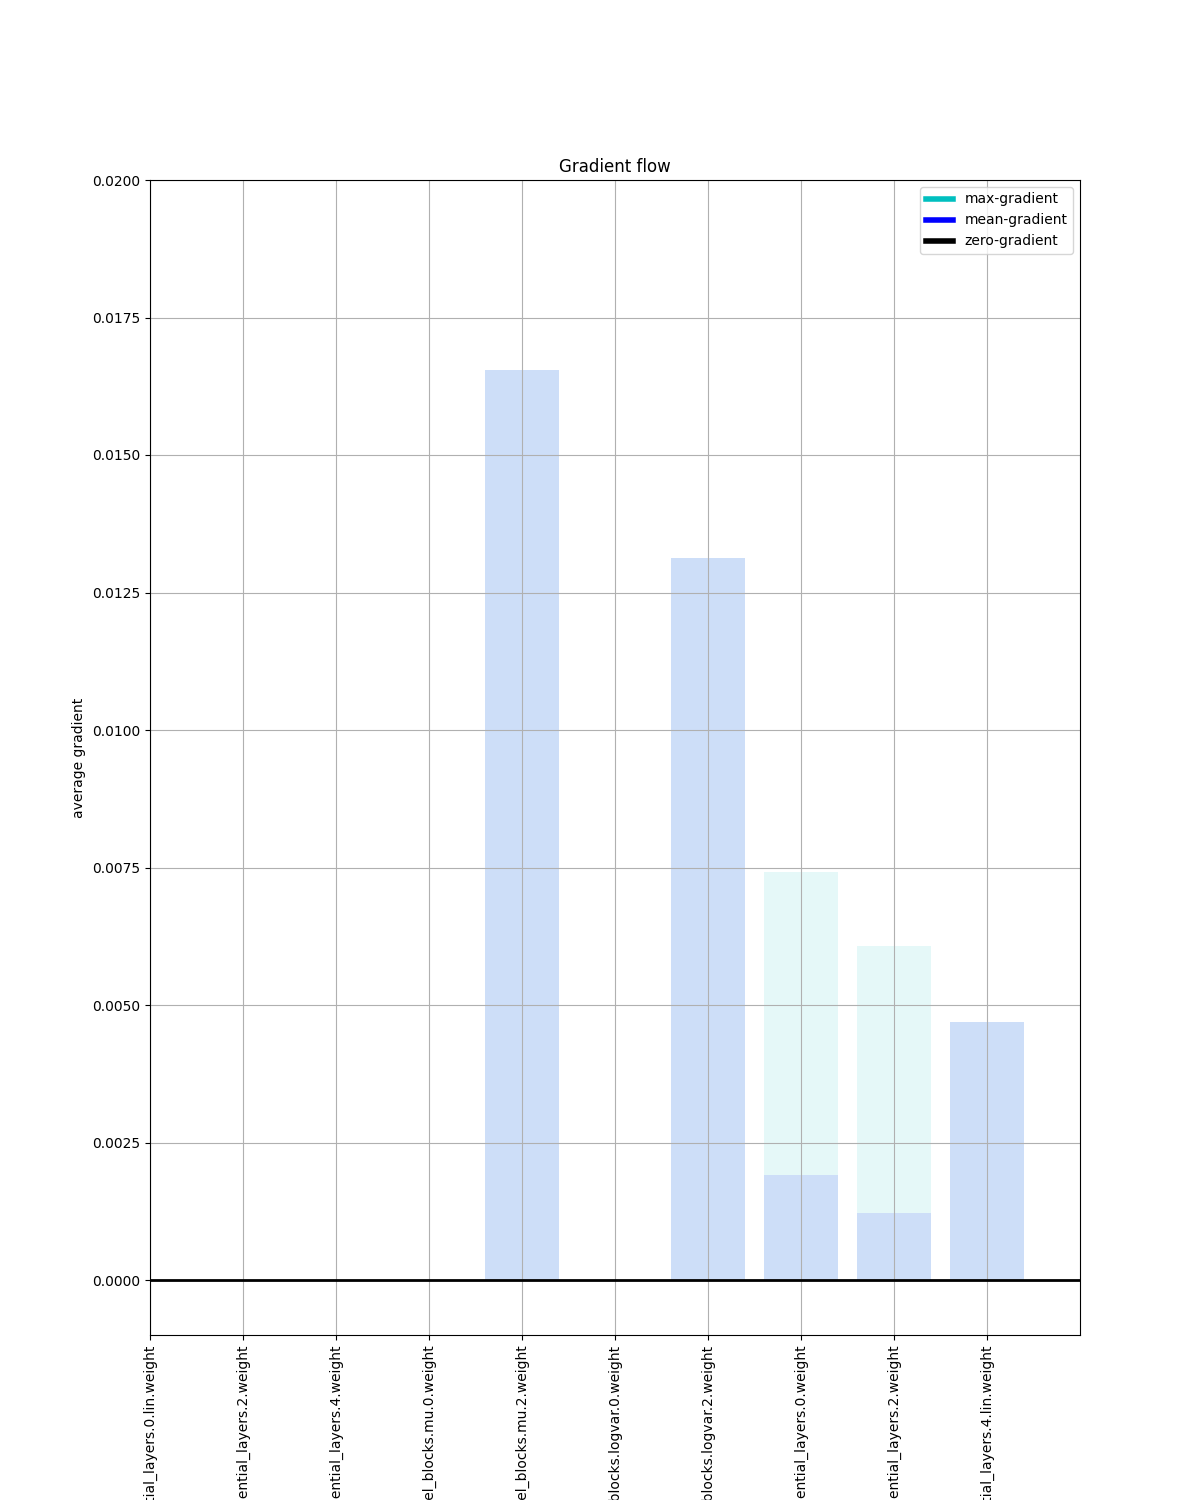 Gradient flow
max-gradient
mean-gradient
zero-gradient
0.0200
0.0175
0.0150
0.0125
0.0100
0.0075
0.0050
0.0025
0.0000
average gradient
tial_layers.0.lin.weight
ential_layers.2.weight
ential_layers.4.weight
el_blocks.mu.0.weight
el_blocks.mu.2.weight
blocks.logvar.0.weight
blocks.logvar.2.weight
ential_layers.0.weight
ential_layers.2.weight
tial_layers.4.lin.weight